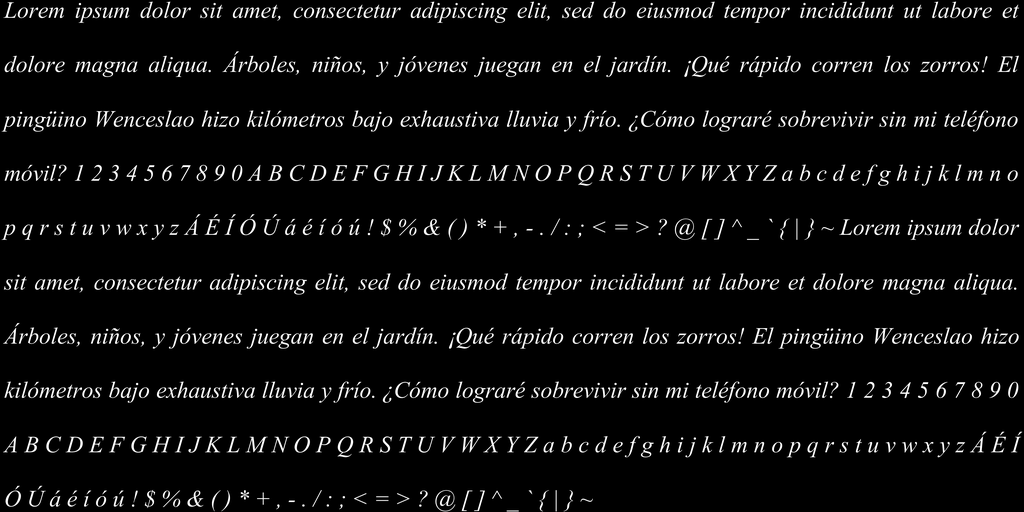 Lorem ipsum dolor sit amet, consectetur adipiscing elit, sed do eiusmod tempor incididunt ut labore et
dolore magna aliqua. Árboles, niños, y jóvenes juegan en el jardín. ¡Qué rápido corren los zorros! El
pingüino Wenceslao hizo kilómetros bajo exhaustiva lluvia y frío. ¿Cómo lograré sobrevivir sin mi teléfono
móvil? 1 2 3 4 5 6 7 8 9 0 A B C D E F G H I J K L M N O P Q R S T U V W X Y Z a b c d e f g h i j k l m n o
p q r s t u v w x y z Á É Í Ó Ú á é í ó ú ! $ % & ( ) * + , - . / : ; < = > ? @ [ ] ^ _ ` { | } ~ Lorem ipsum dolor
sit amet, consectetur adipiscing elit, sed do eiusmod tempor incididunt ut labore et dolore magna aliqua.
Árboles, niños, y jóvenes juegan en el jardín. ¡Qué rápido corren los zorros! El pingüino Wenceslao hizo
kilómetros bajo exhaustiva lluvia y frío. ¿Cómo lograré sobrevivir sin mi teléfono móvil? 1 2 3 4 5 6 7 8 9 0
A B C D E F G H I J K L M N O P Q R S T U V W X Y Z a b c d e f g h i j k l m n o p q r s t u v w x y z Á É Í
Ó Ú á é í ó ú ! $ % & ( ) * + , - . / : ; < = > ? @ [ ] ^ _ ` { | } ~